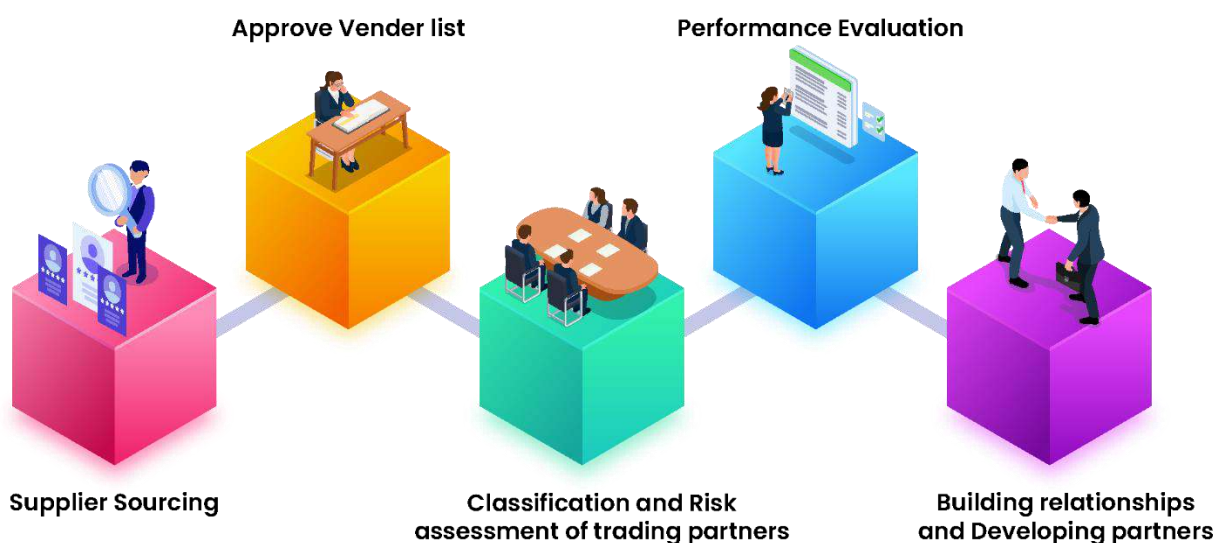 Approve Vender list
Performance Evaluation
Supplier Sourcing
Classification and Risk
assessment of trading partners
Building relationships
and Developing partners